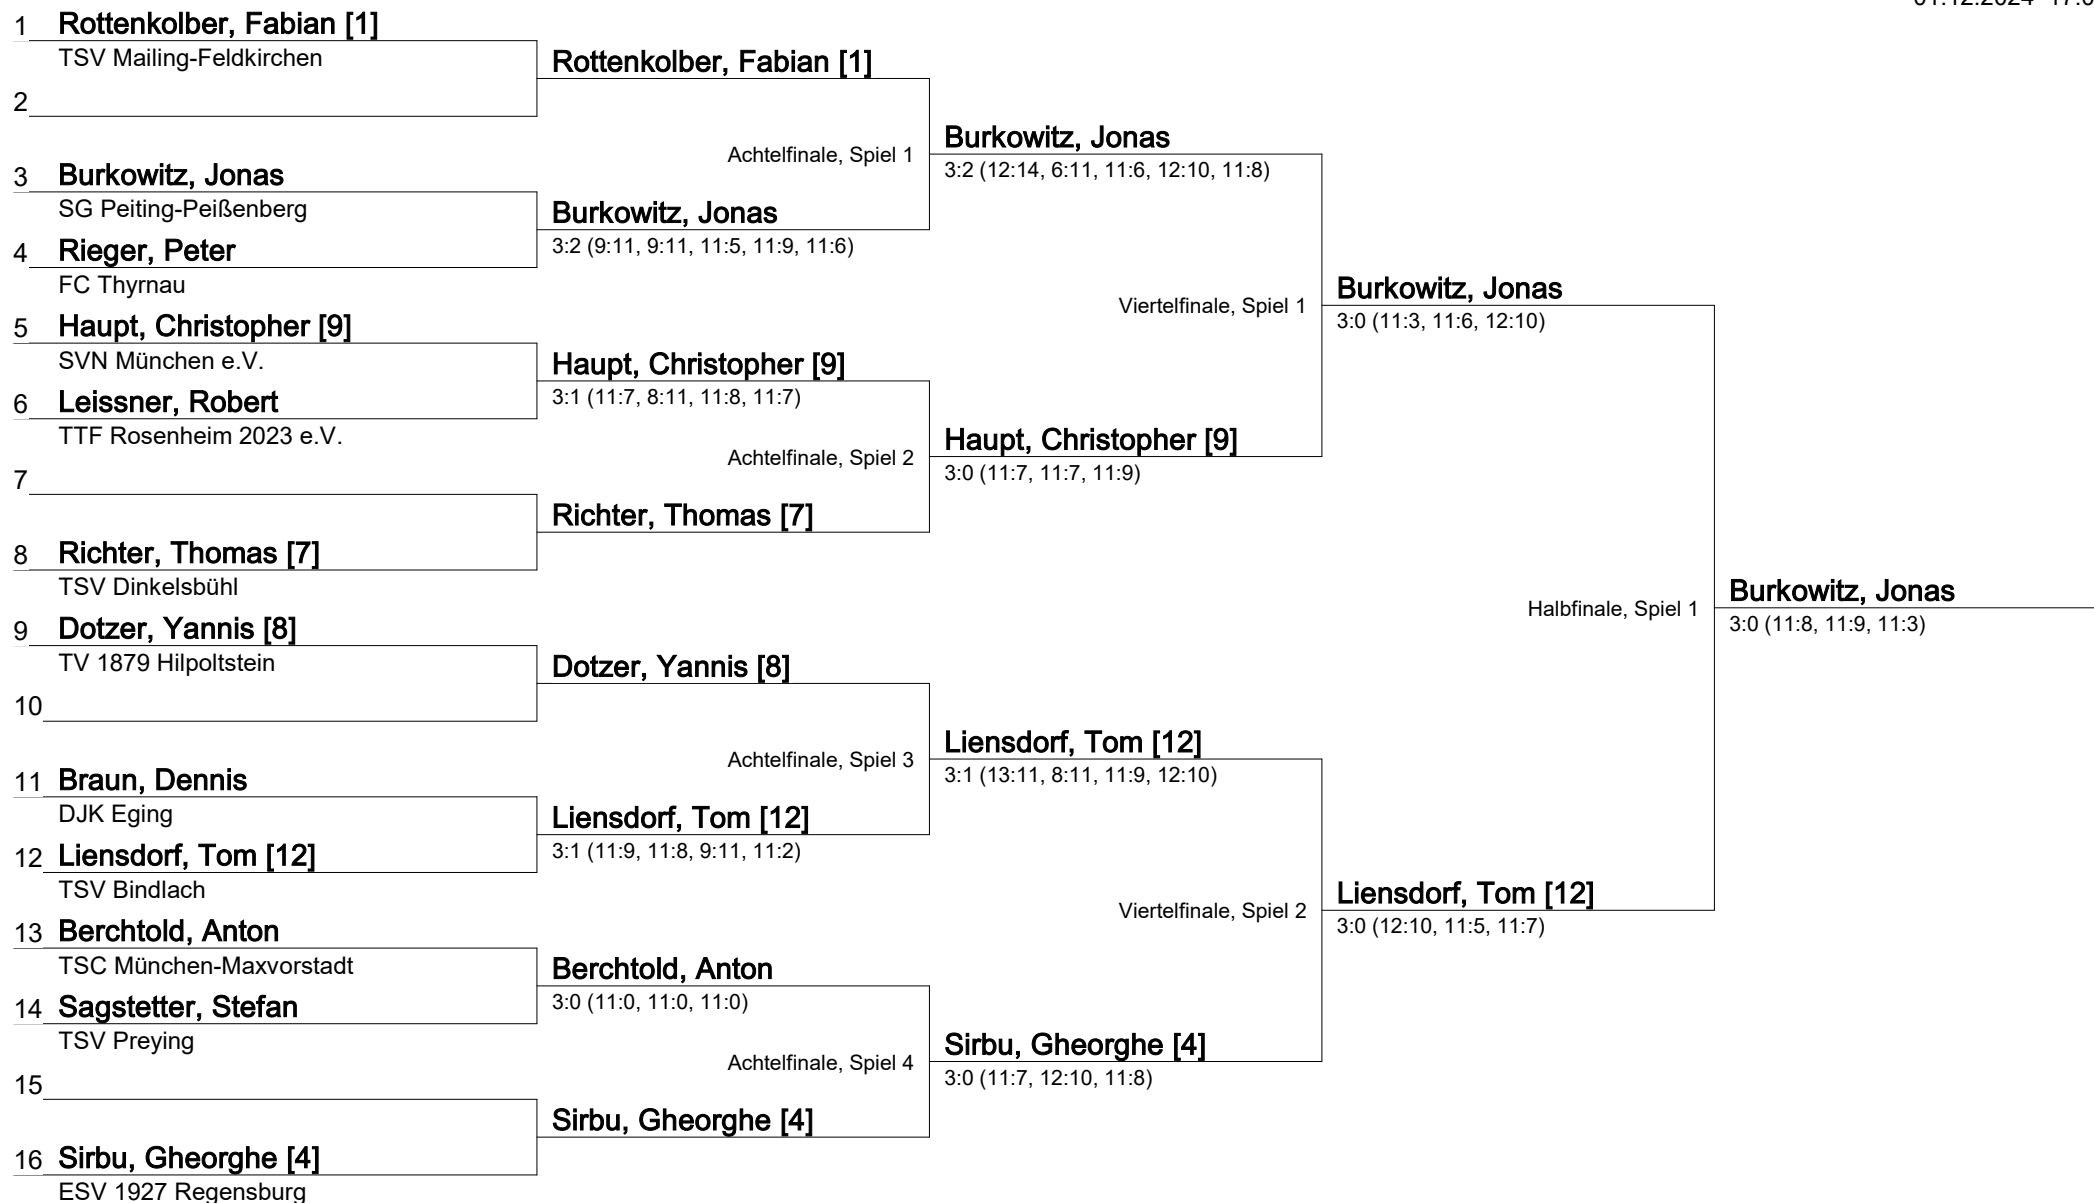 1 Rottenkolber, Fabian [1]
TSV Mailing-Feldkirchen
Rottenkolber, Fabian [1]
2
Burkowitz, Jonas
Achtelfinale, Spiel 1
3:2 (12:14, 6:11, 11:6, 12:10, 11:8)
3 Burkowitz, Jonas
SG Peiting-Peißenberg
Burkowitz, Jonas
3:2 (9:11, 9:11, 11:5, 11:9, 11:6)
4 Rieger, Peter
FC Thyrnau
Burkowitz, Jonas
Viertelfinale, Spiel 1
3:0 (11:3, 11:6, 12:10)
5 Haupt, Christopher [9]
SVN München e.V.
Haupt, Christopher [9]
3:1 (11:7, 8:11, 11:8, 11:7)
6 Leissner, Robert
TTF Rosenheim 2023 e.V.
Haupt, Christopher [9]
Achtelfinale, Spiel 2
3:0 (11:7, 11:7, 11:9)
7
Richter, Thomas [7]
8 Richter, Thomas [7]
TSV Dinkelsbühl
Burkowitz, Jonas
Halbfinale, Spiel 1
3:0 (11:8, 11:9, 11:3)
9 Dotzer, Yannis [8]
TV 1879 Hilpoltstein
Dotzer, Yannis [8]
10
Liensdorf, Tom [12]
Achtelfinale, Spiel 3
3:1 (13:11, 8:11, 11:9, 12:10)
11 Braun, Dennis
DJK Eging
Liensdorf, Tom [12]
3:1 (11:9, 11:8, 9:11, 11:2)
12 Liensdorf, Tom [12]
TSV Bindlach
Liensdorf, Tom [12]
Viertelfinale, Spiel 2
3:0 (12:10, 11:5, 11:7)
13 Berchtold, Anton
TSC München-Maxvorstadt
Berchtold, Anton
3:0 (11:0, 11:0, 11:0)
14 Sagstetter, Stefan
TSV Preying
Sirbu, Gheorghe [4]
Achtelfinale, Spiel 4
3:0 (11:7, 12:10, 11:8)
15
Sirbu, Gheorghe [4]
16 Sirbu, Gheorghe [4]
ESV 1927 Regensburg